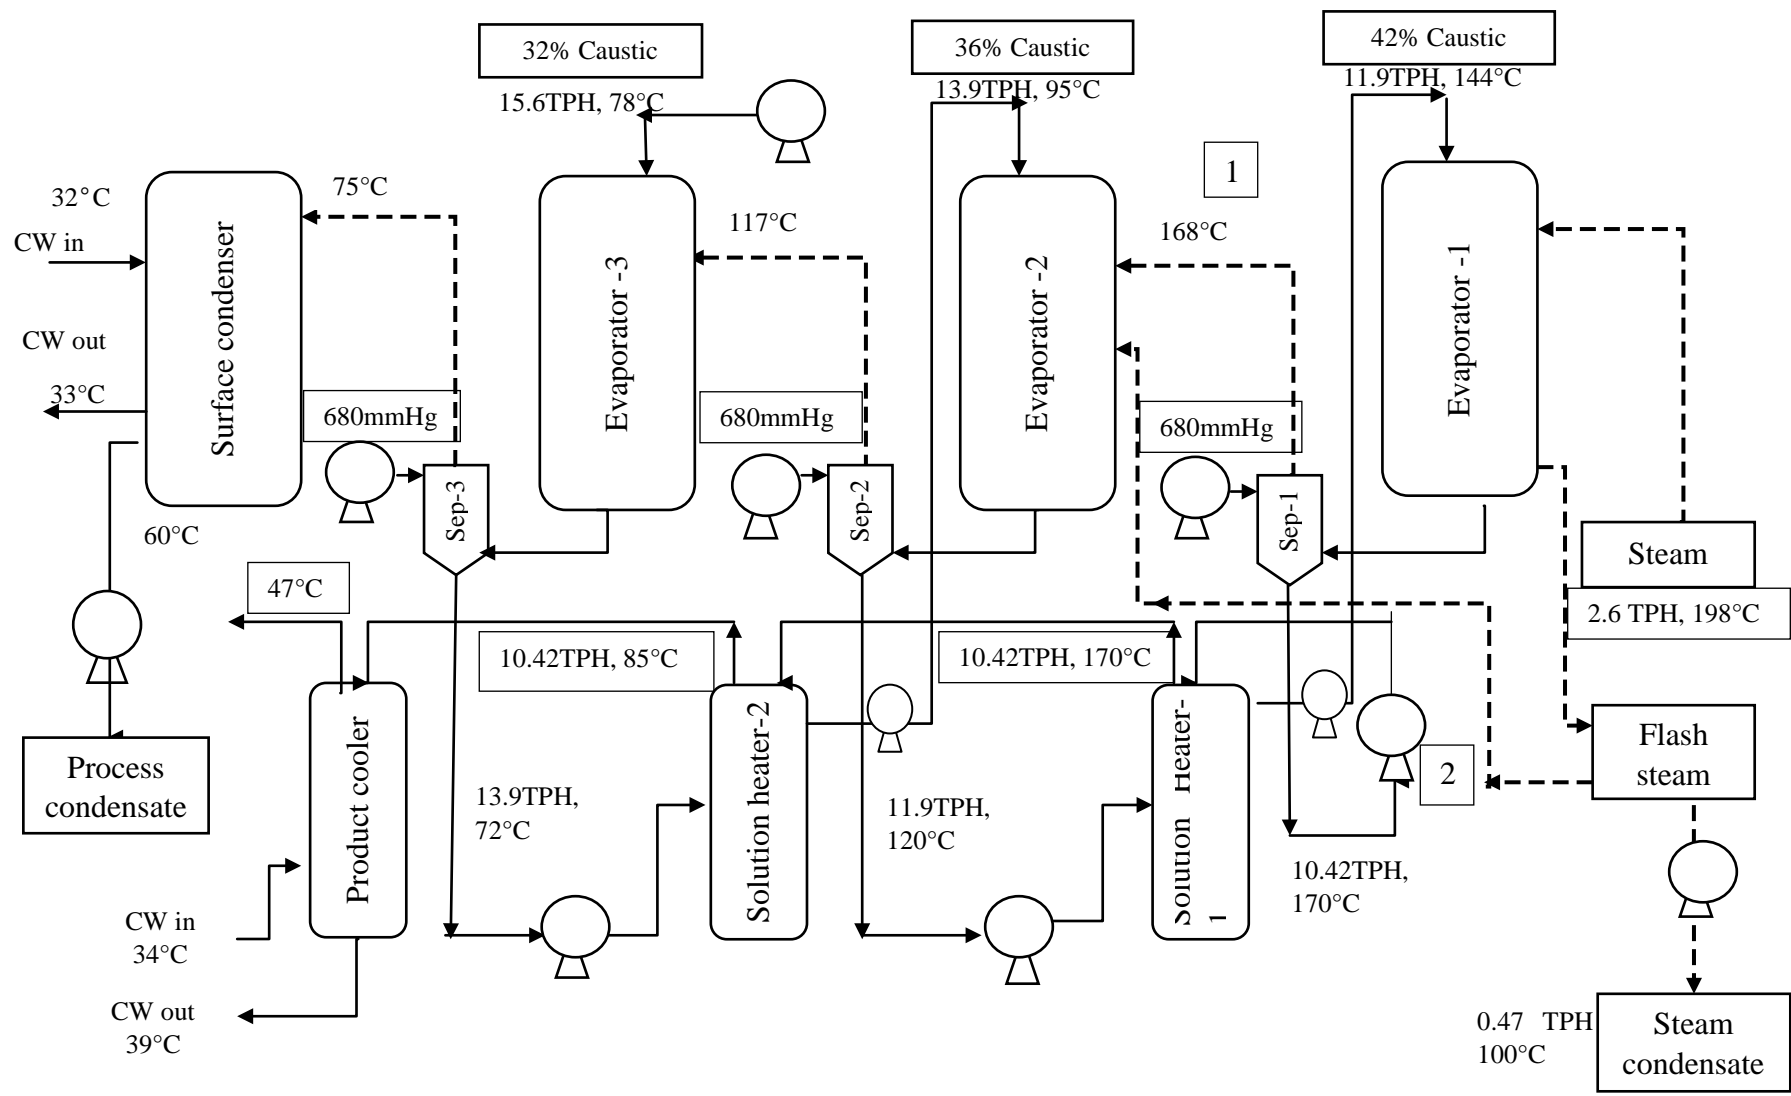 32% Caustic
15.6TPH, 78°C
36% Caustic
13.9TPH, 95°C
42% Caustic
11.9TPH, 144°C
1
32°C
CW in
75°C
CW out
33°C
Surface condenser
60°C
117°C
Evaporator -3
168°C
Evaporator -2
Evaporator -1
680mmHg
680mmHg
680mmHg
Sep-3
Sep-2
Sep-1
Steam
2.6 TPH, 198°C
47°C
10.42TPH, 85°C
10.42TPH, 170°C
Process
condensate
Product cooler
Solution heater-2
Solution Heater-
1
2
Flash
steam
13.9TPH,
72°C
11.9TPH,
120°C
10.42TPH,
170°C
CW in
34°C
CW out
39°C
0.47 TPH
100°C
Steam
condensate